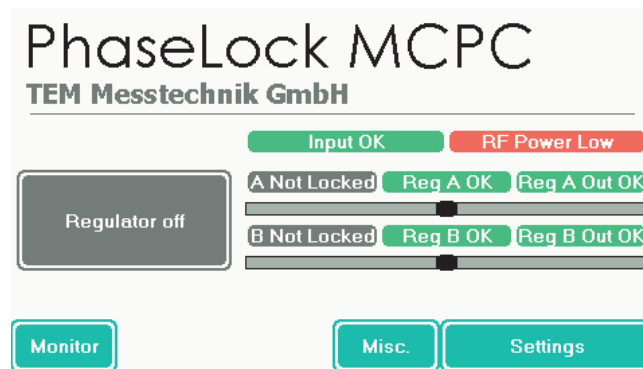 PhaseLock MCPC
TEM Messtechnik GmbH
Input OK RF Power Low
A Not Locked Reg A OK Reg A Out OK
Regulator off
B Not Locked Reg B OK Reg B Out OK
Monitor Misc. Settings